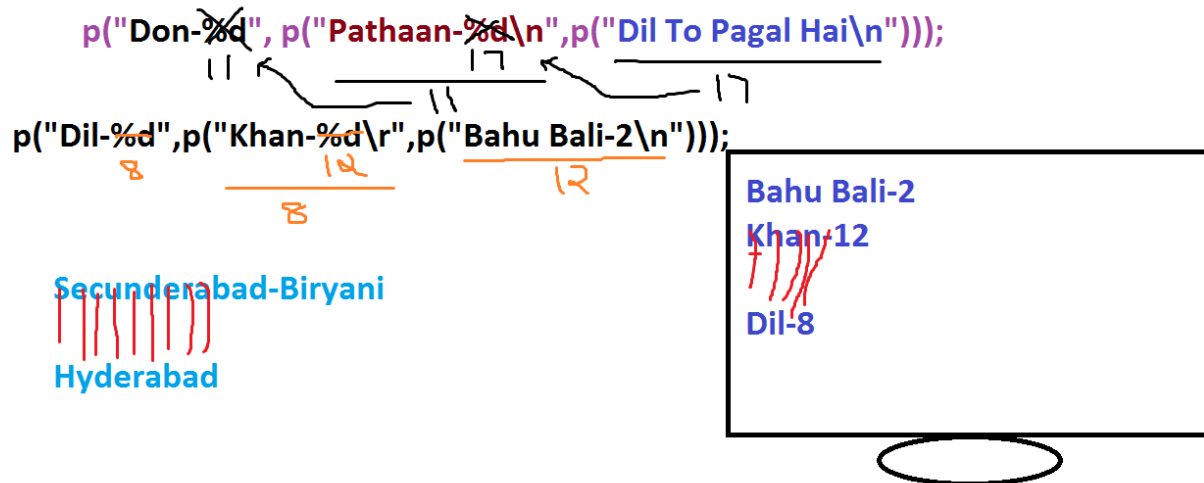 p("Don-%d", p("Pathaan-%d\n",p("Dil To Pagal Hai\n")));
11 17
11 17
p("Dil-%d",p("Khan-%d\r",p("Bahu Bali-2\n")));
8 12 12
8
Bahu Bali-2
Khan-12
Dil-8
Secunderabad-Biryani
Hyderabad